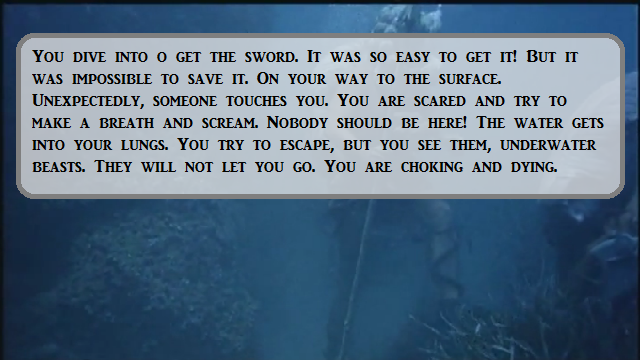 You dive into o get the sword. It was so easy to get it! But it
was impossible to save it. On your way to the surface.
Unexpectedly, someone touches you. You are scared and try to
make a breath and scream. Nobody should be here! The water gets
into your lungs. You try to escape, but you see them, underwater
beasts. They will not let you go. You are choking and dying.